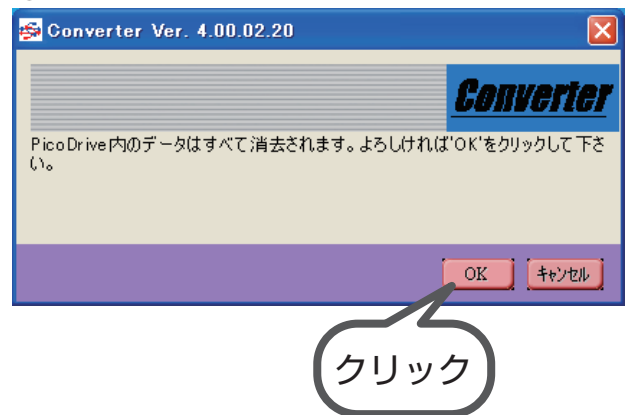 Converter Ver. 4.00.02.20
Converter
PicoDrive内のデータはすべて消去されます。よろしければ'OK'をクリックして下さ
い。
OK キャンセル
クリック